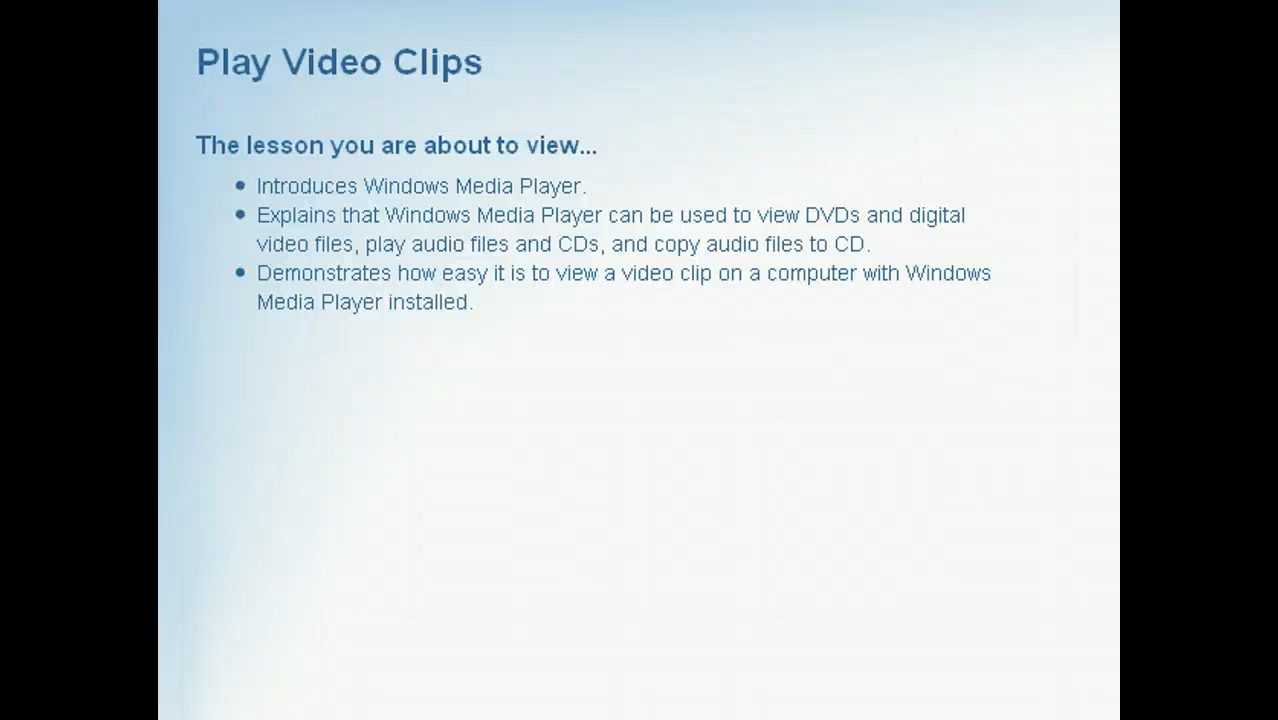 Play Video Clips
The lesson you are about to view...
• Introduces Windows Media Player.
• Explains that Windows Media Player can be used to view DVDs and digital
video files, play audio files and CDs, and copy audio files to CD.
• Demonstrates how easy it is to view a video clip on a computer with Windows
Media Player installed.